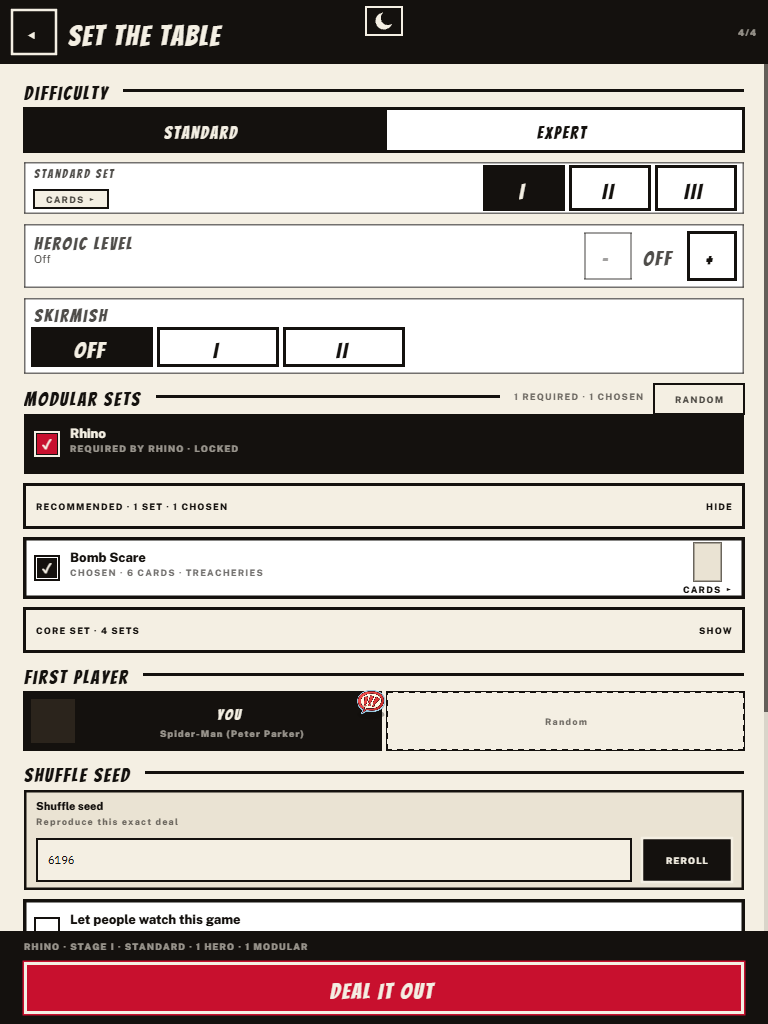 SET THE TABLE
4/4
DIFFICULTY
STANDARD
EXPERT
STANDARD SET
CARDS
I
II
III
HEROIC LEVEL
Off
-
OFF
+
SKIRMISH
OFF
I
II
MODULAR SETS
1 REQUIRED · 1 CHOSEN
RANDOM
Rhino
REQUIRED BY RHINO · LOCKED
RECOMMENDED · 1 SET · 1 CHOSEN
HIDE
Bomb Scare
CHOSEN · 6 CARDS · TREACHERIES
CARDS
CORE SET · 4 SETS
SHOW
FIRST PLAYER
YOU
Spider-Man (Peter Parker)
Random
SHUFFLE SEED
Shuffle seed
Reproduce this exact deal
6196
REROLL
Let people watch this game
RHINO · STAGE I · STANDARD · 1 HERO · 1 MODULAR
DEAL IT OUT